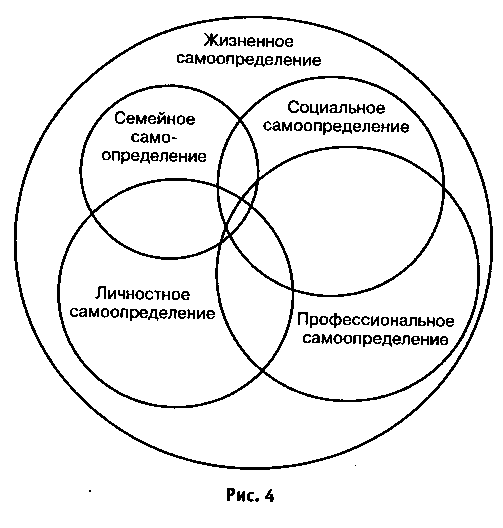 Жизненное
самоопределение
Семейное
само-
определение
Социальное
самоопределение
Личностное
самоопределение
Профессиональное
самоопределение
Рис. 4